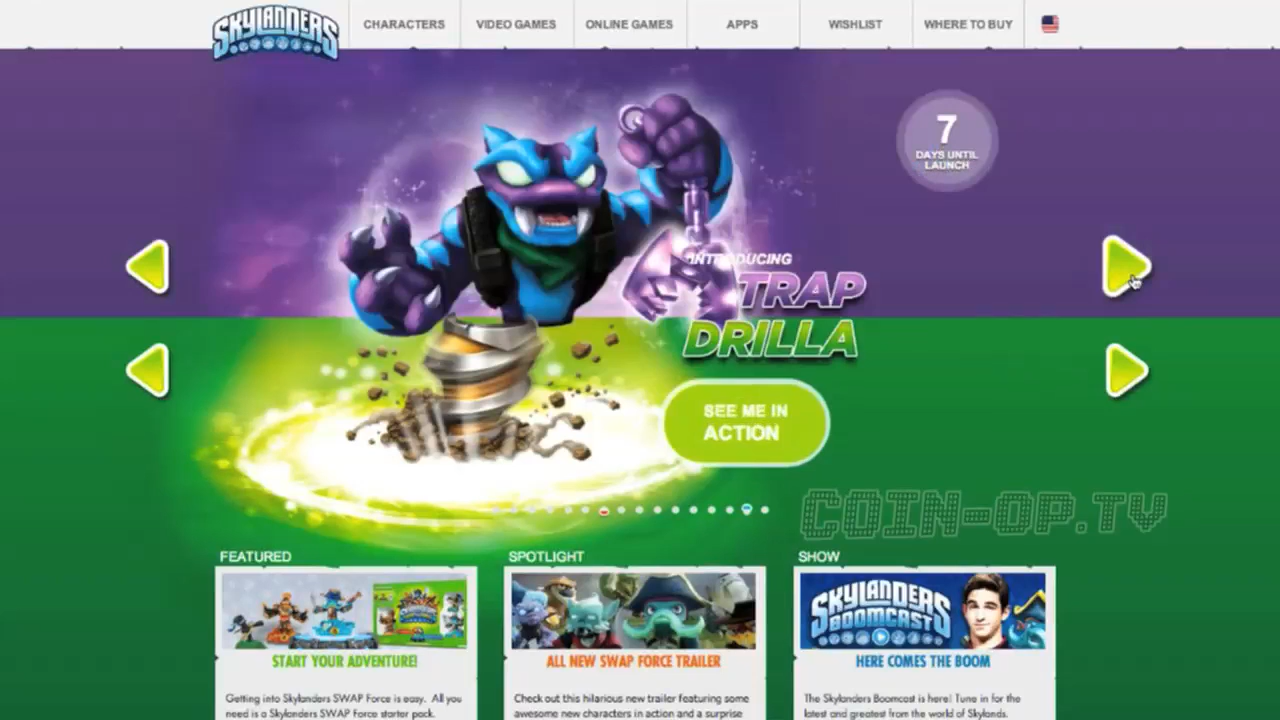 SKYLANDERS
CHARACTERS
VIDEO GAMES
ONLINE GAMES
APPS
WISHLIST
WHERE TO BUY
7
DAYS UNTIL
LAUNCH
INTRODUCING
TRAP
DRILLA
SEE ME IN
ACTION
COIN-OP.TV
FEATURED
START YOUR ADVENTURE!
Getting into Skylanders SWAP Force is easy. All you
need is a Skylanders SWAP Force starter pack.
SPOTLIGHT
ALL NEW SWAP FORCE TRAILER
Check out this hilarious new trailer featuring some
awesome new characters in action and a surprise
SHOW
SKYLANDERS
BOOMCAST
HERE COMES THE BOOM
The Skylanders Boomcast is here! Tune in for the
latest and greatest from the world of Skylands.